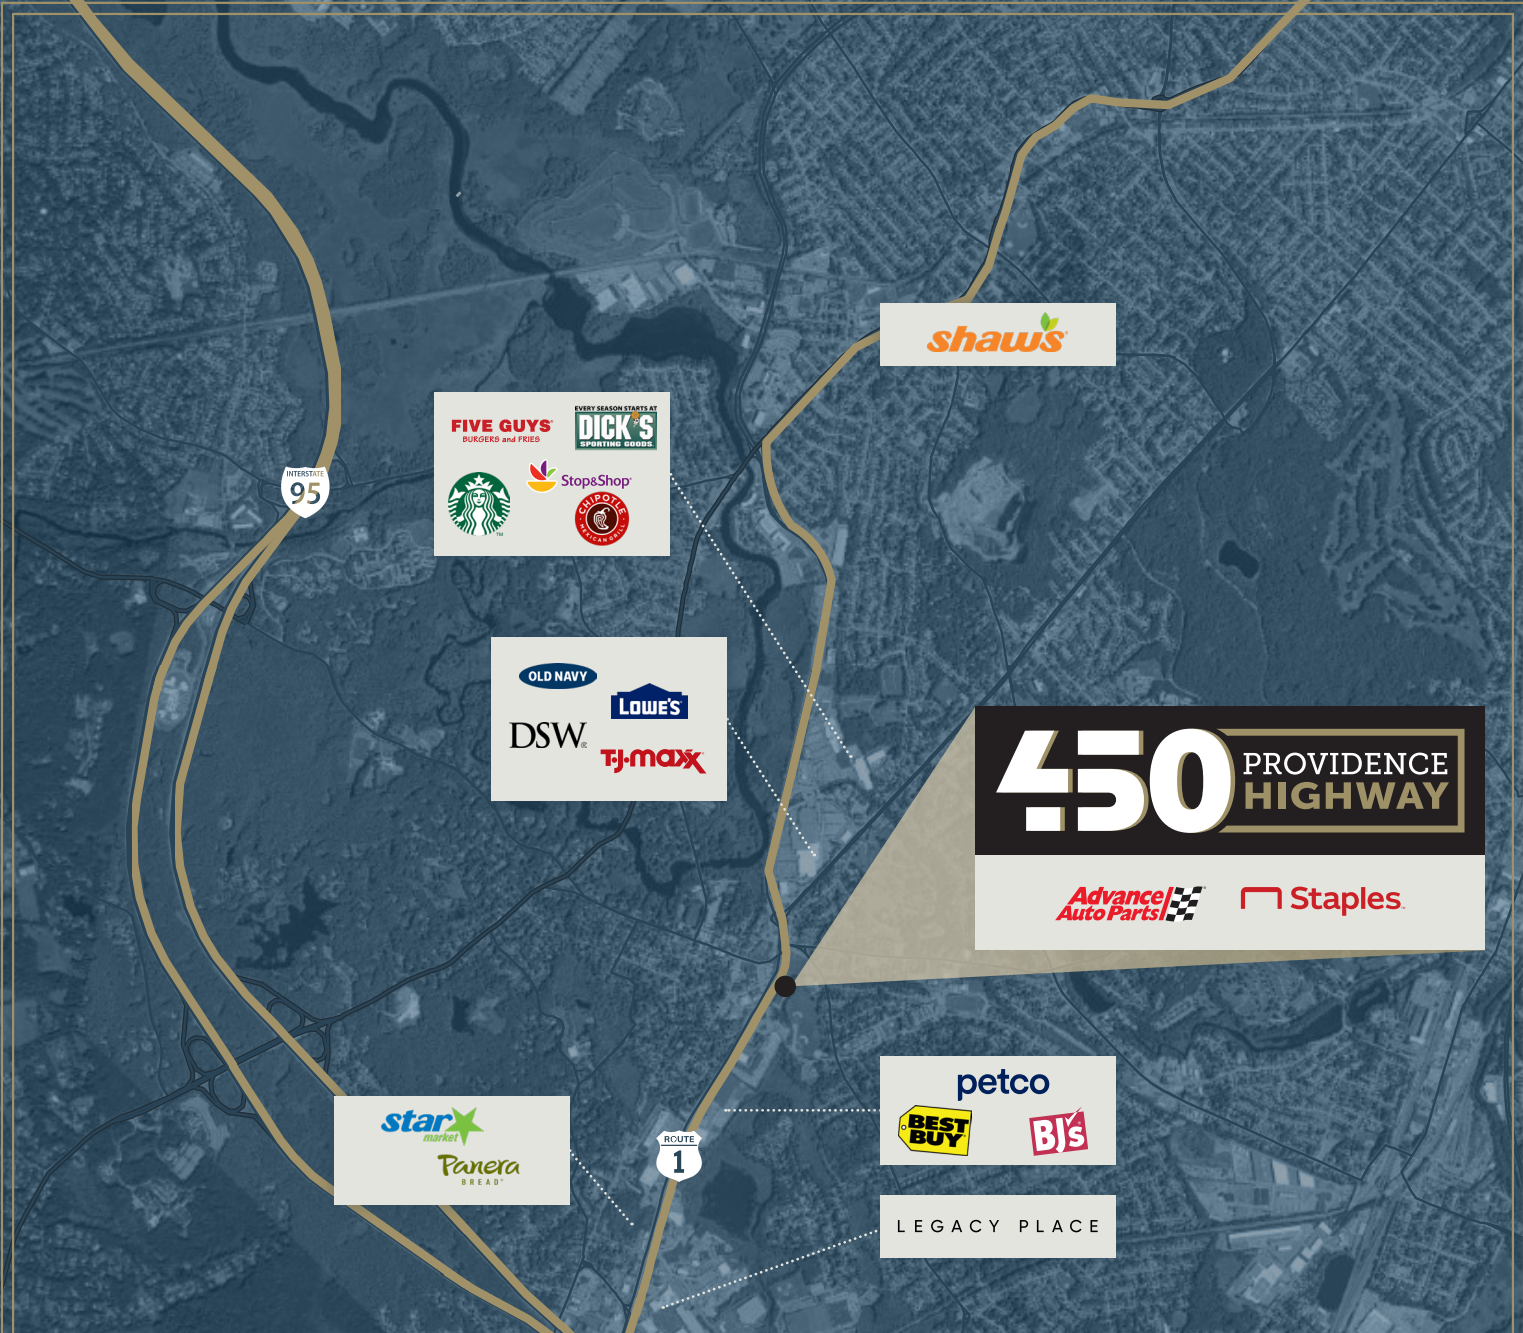 shaw's
FIVE GUYS
BURGERS and FRIES
EVERY SEASON STARTS AT
DICK'S
SPORTING GOODS
Stop&Shop
CHIPOTLE
MEXICAN GRILL
INTERSTATE
95
OLD NAVY
LOWE'S
DSW
T·J·maxx
450
PROVIDENCE
HIGHWAY
Advance
Auto Parts
Staples
petco
BEST
BUY
BJ's
star
market
Panera
BREAD®
ROUTE
1
LEGACY PLACE